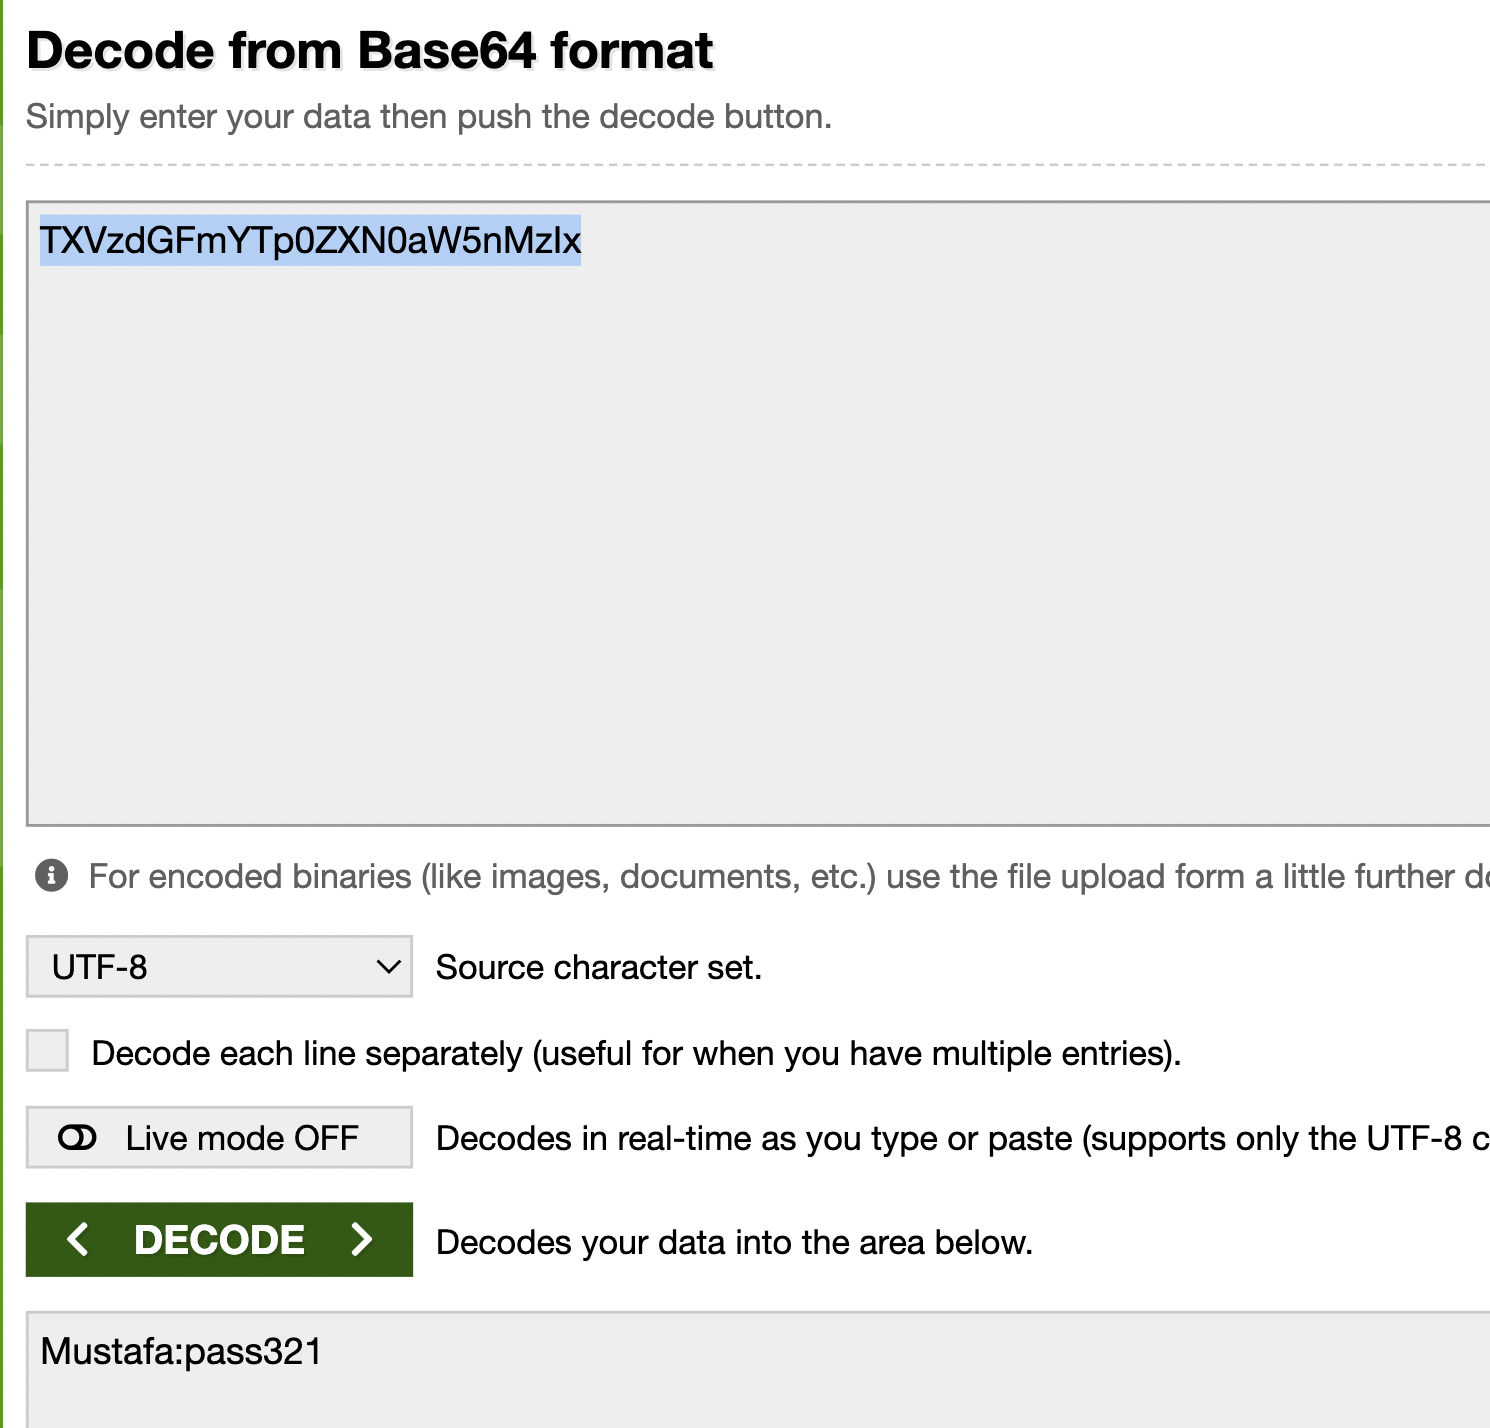 Decode from Base64 format
Simply enter your data then push the decode button.
TXVzdGFmYTp0ZXN0aW5nMzIx
For encoded binaries (like images, documents, etc.) use the file upload form a little further
UTF-8
Source character set.
Decode each line separately (useful for when you have multiple entries).
Live mode OFF
Decodes in real-time as you type or paste (supports only the UTF-8
< DECODE >
Decodes your data into the area below.
Mustafa:pass321